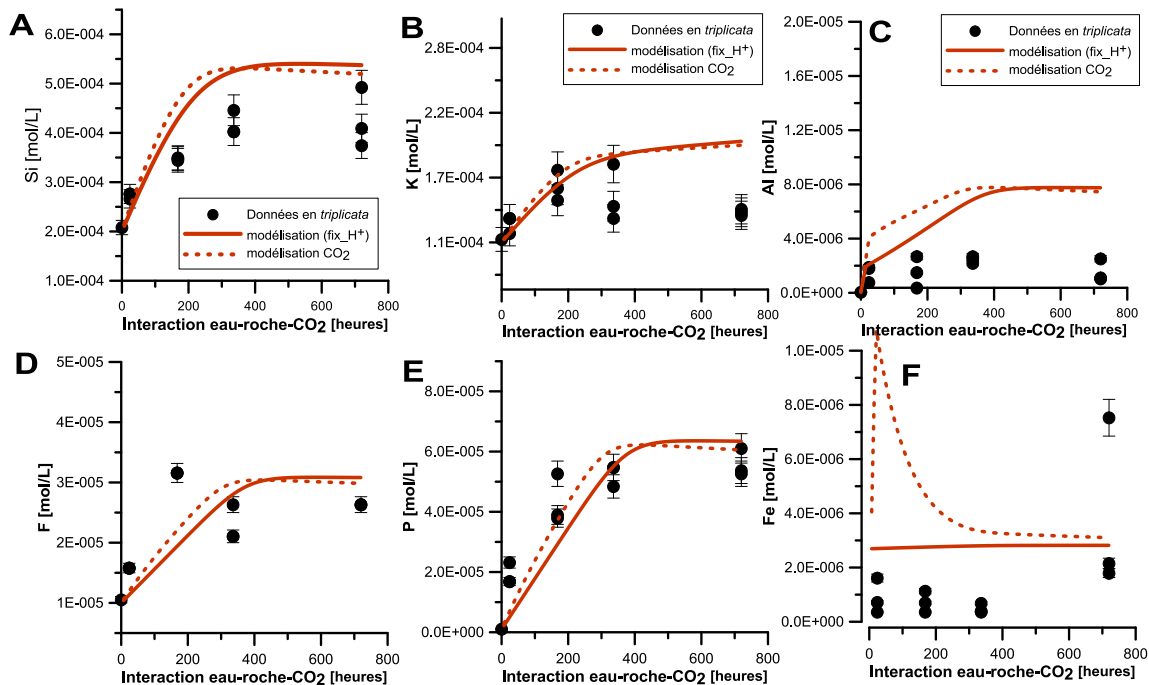 A
6.0E-004
5.0E-004
4.0E-004
3.0E-004
2.0E-004
1.0E-004
Si [mol/L]
Données en triplicata
modélisation (fix_H⁺)
modélisation CO₂
0 200 400 600 800
Interaction eau-roche-CO₂ [heures]
B
2.8E-004
2.2E-004
1.7E-004
1.1E-004
K [mol/L]
Données en triplicata
modélisation (fix_H⁺)
modélisation CO₂
0 200 400 600 800
Interaction eau-roche-CO₂ [heures]
C
2.0E-005
1.6E-005
1.2E-005
8.0E-006
4.0E-006
0.0E+000
Al [mol/L]
Données en triplicata
modélisation (fix_H⁺)
modélisation CO₂
0 200 400 600 800
Interaction eau-roche-CO₂ [heures]
D
5E-005
4E-005
3E-005
2E-005
1E-005
F [mol/L]
0 200 400 600 800
Interaction eau-roche-CO₂ [heures]
E
8.0E-005
6.0E-005
4.0E-005
2.0E-005
0.0E+000
P [mol/L]
0 200 400 600 800
Interaction eau-roche-CO₂ [heures]
F
1.0E-005
8.0E-006
6.0E-006
4.0E-006
2.0E-006
0.0E+000
Fe [mol/L]
0 200 400 600 800
Interaction eau-roche-CO₂ [heures]